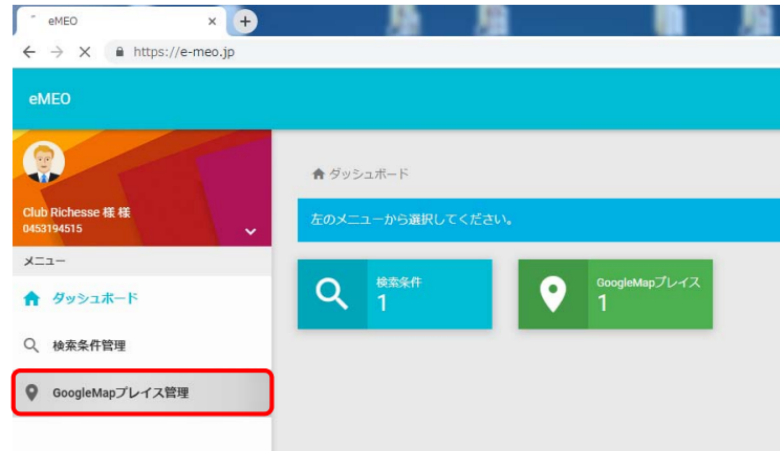 eMEO
https://e-meo.jp
eMEO
Club Richesse 様 様
0453194515
メニュー
ダッシュボード
検索条件管理
GoogleMapプレイス管理
ダッシュボード
左のメニューから選択してください。
検索条件
1
GoogleMapプレイス
1